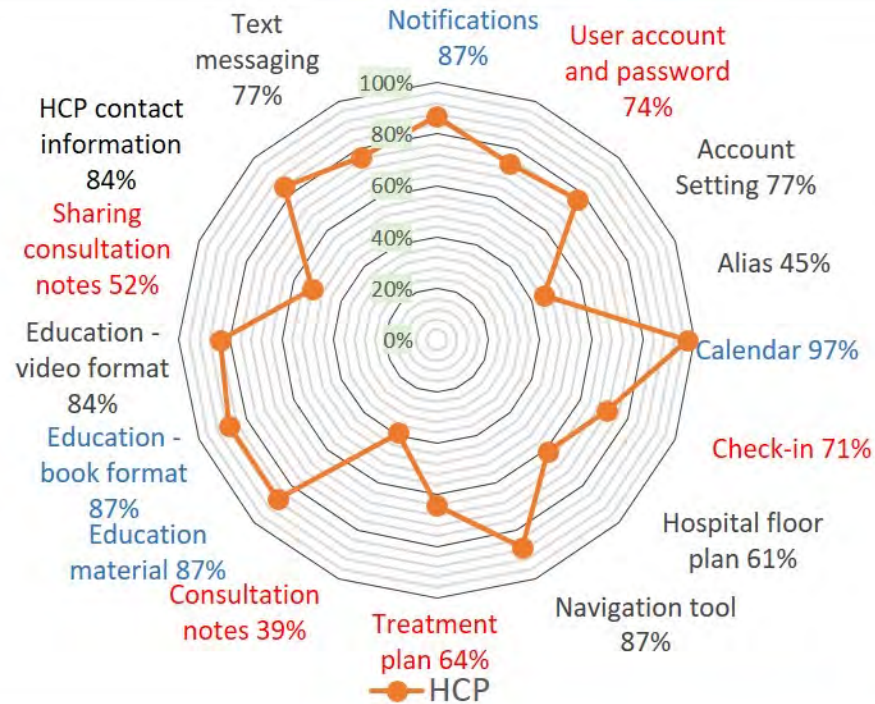 Notifications
87%
User account
and password
74%
Account
Setting 77%
Alias 45%
Calendar 97%
Check-in 71%
Hospital floor
plan 61%
Navigation tool
87%
Treatment
plan 64%
Consultation
notes 39%
Education
material 87%
Education -
book format
87%
Education -
video format
84%
Sharing
consultation
notes 52%
HCP contact
information
84%
Text
messaging
77%
100%
80%
60%
40%
20%
0%
HCP